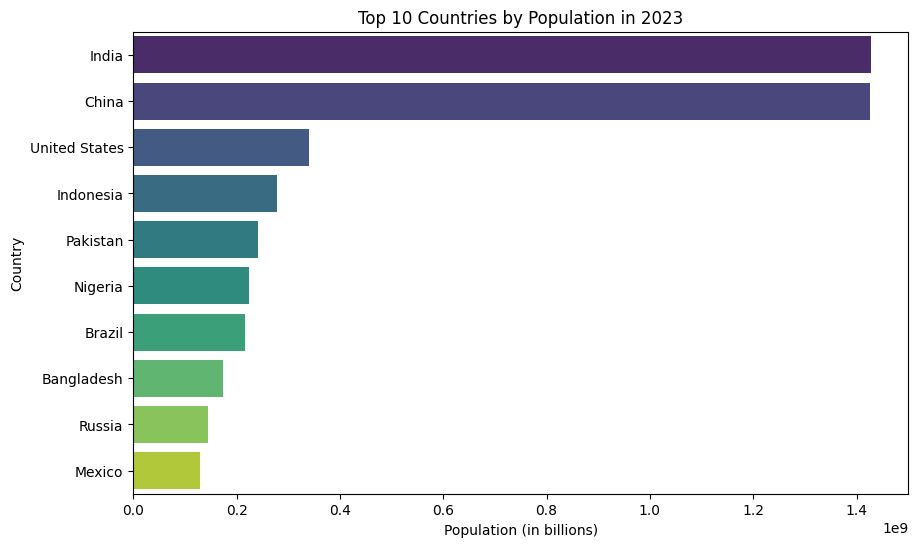 Top 10 Countries by Population in 2023
Country
India
China
United States
Indonesia
Pakistan
Nigeria
Brazil
Bangladesh
Russia
Mexico
0.0 0.2 0.4 0.6 0.8 1.0 1.2 1.4
1e9
Population (in billions)